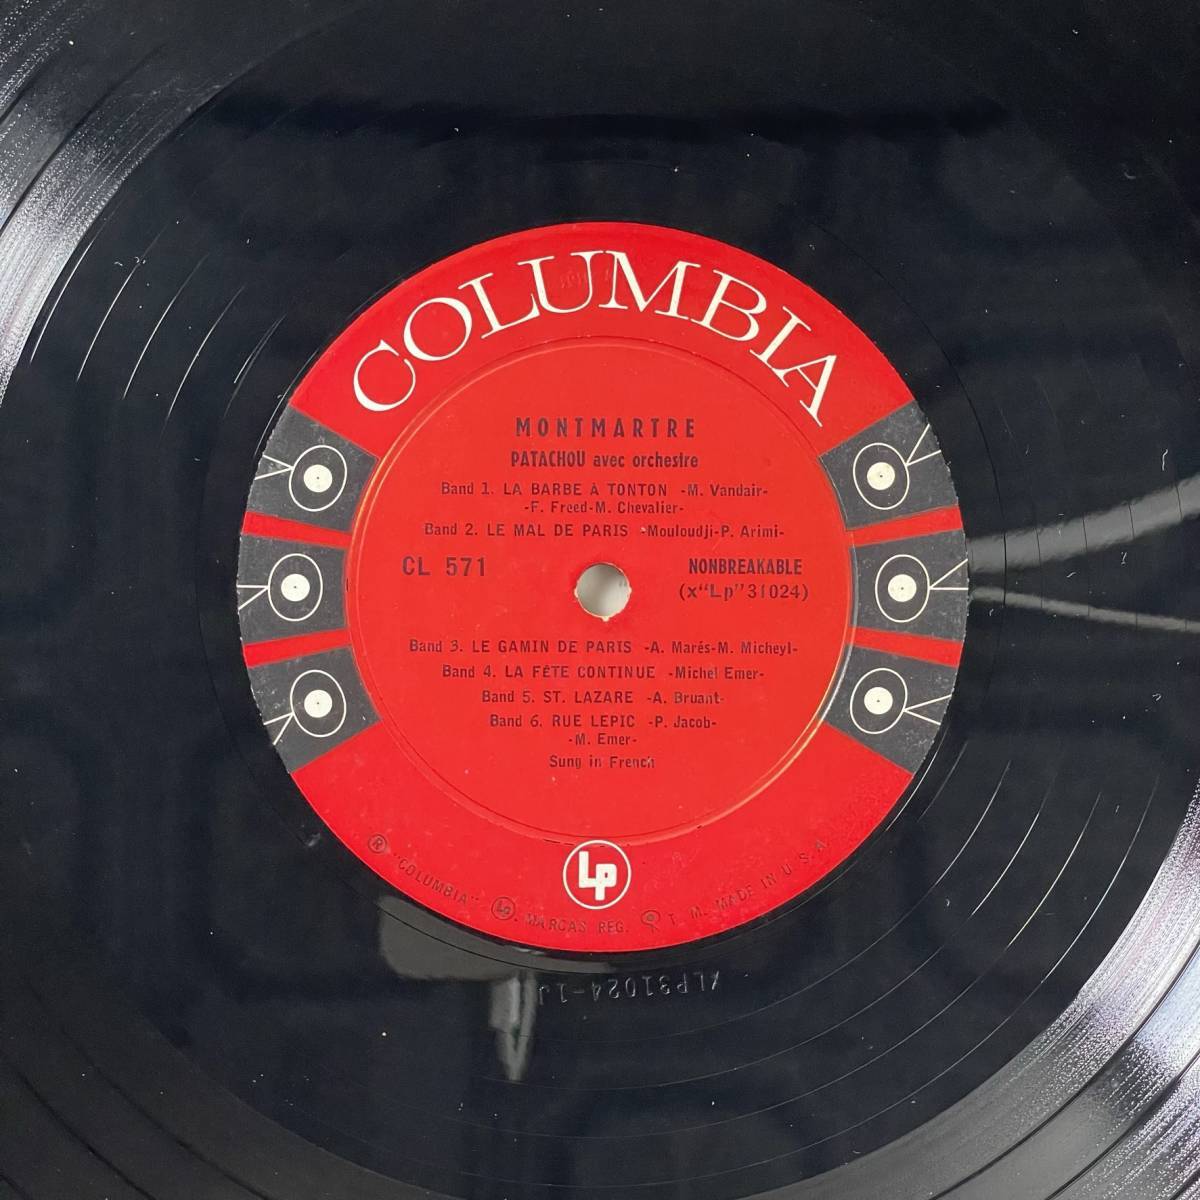 COLUMBIA
MONTMARTRE
PATACHOU avec orchestre
Band 1. LA BARBE À TONTON -M. Vandair-
-F. Freed-M. Chevalier-
Band 2. LE MAL DE PARIS -Mouloudji-P. Arimi-
CL 571
NONBREAKABLE
(x"Lp"31024)
Band 3. LE GAMIN DE PARIS -A. Marés-M. Micheyl-
Band 4. LA FÊTE CONTINUE -Michel Emer-
Band 5. ST. LAZARE -A. Bruant-
Band 6. RUE LEPIC -P. Jacob-
-M. Emer-
Sung in French
Lp
® "COLUMBIA" Lp. MARCAS REG. T. M. MADE IN U.S.A.
XLP31024-1J